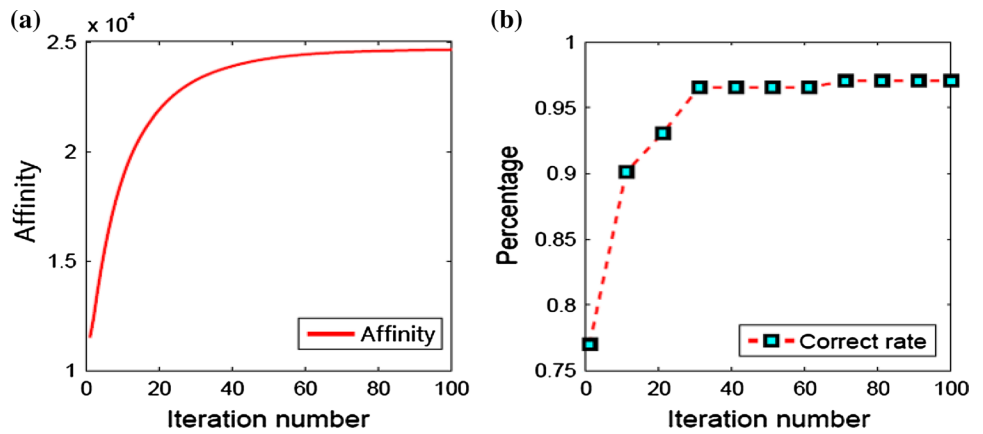 (a)
x 10⁴
2.5
2
1.5
1
0 20 40 60 80 100
Affinity
Iteration number
Affinity
(b)
1
0.95
0.9
0.85
0.8
0.75
0 20 40 60 80 100
Percentage
Iteration number
Correct rate